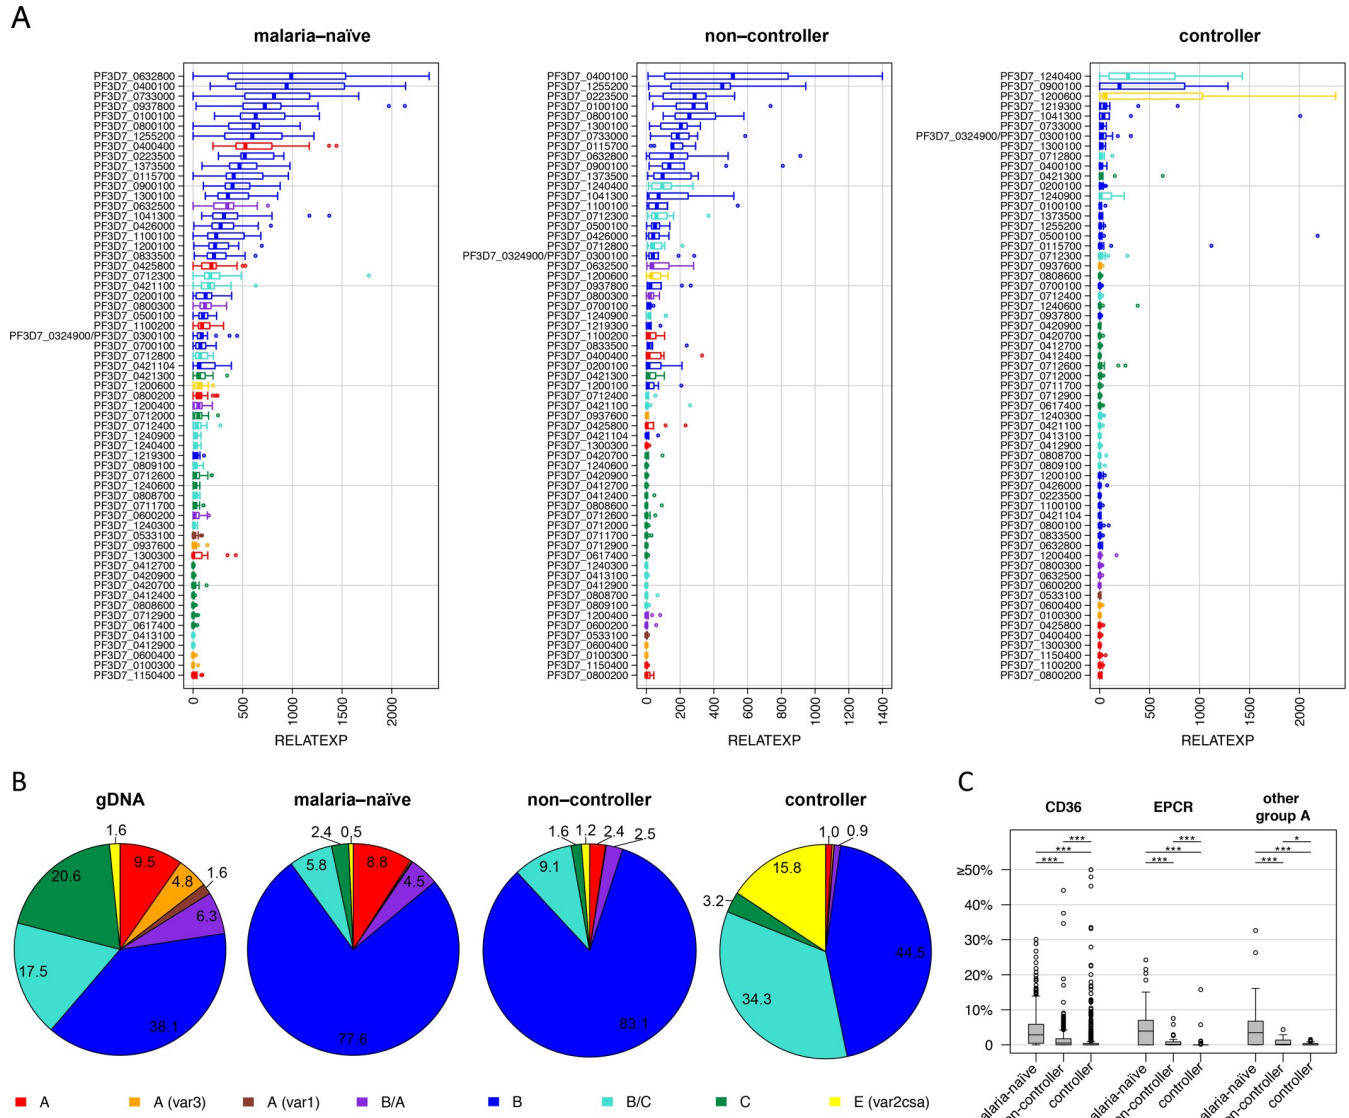 A
malaria–naïve
PF3D7_0632800
PF3D7_0400100
PF3D7_0733000
PF3D7_0937800
PF3D7_0100100
PF3D7_0800100
PF3D7_1255200
PF3D7_0400400
PF3D7_0223500
PF3D7_1373500
PF3D7_0115700
PF3D7_0900100
PF3D7_1300100
PF3D7_0632500
PF3D7_1041300
PF3D7_0426000
PF3D7_1100100
PF3D7_1200100
PF3D7_0833500
PF3D7_0425800
PF3D7_0712300
PF3D7_0421100
PF3D7_0200100
PF3D7_0800300
PF3D7_0500100
PF3D7_1100200
PF3D7_0324900/PF3D7_0300100
PF3D7_0700100
PF3D7_0712800
PF3D7_0421104
PF3D7_0421300
PF3D7_1200600
PF3D7_0800200
PF3D7_1200400
PF3D7_0712000
PF3D7_0712400
PF3D7_1240900
PF3D7_1240400
PF3D7_1219300
PF3D7_0809100
PF3D7_0712600
PF3D7_1240600
PF3D7_0808700
PF3D7_0711700
PF3D7_0600200
PF3D7_1240300
PF3D7_0533100
PF3D7_0937600
PF3D7_1300300
PF3D7_0412700
PF3D7_0420900
PF3D7_0420700
PF3D7_0412400
PF3D7_0808600
PF3D7_0712900
PF3D7_0617400
PF3D7_0413100
PF3D7_0412900
PF3D7_0600400
PF3D7_0100300
PF3D7_1150400
0
500
1000
1500
2000
RELATEXP
non–controller
PF3D7_0400100
PF3D7_1255200
PF3D7_0223500
PF3D7_0100100
PF3D7_0800100
PF3D7_1300100
PF3D7_0733000
PF3D7_0115700
PF3D7_0632800
PF3D7_0900100
PF3D7_1373500
PF3D7_1240400
PF3D7_1041300
PF3D7_1100100
PF3D7_0712300
PF3D7_0500100
PF3D7_0426000
PF3D7_0712800
PF3D7_0324900/PF3D7_0300100
PF3D7_0632500
PF3D7_1200600
PF3D7_0937800
PF3D7_0800300
PF3D7_0700100
PF3D7_1240900
PF3D7_1219300
PF3D7_1100200
PF3D7_0833500
PF3D7_0400400
PF3D7_0200100
PF3D7_0421300
PF3D7_1200100
PF3D7_0712400
PF3D7_0421100
PF3D7_0937600
PF3D7_0425800
PF3D7_0421104
PF3D7_1300300
PF3D7_0420700
PF3D7_1240600
PF3D7_0420900
PF3D7_0412700
PF3D7_0412400
PF3D7_0808600
PF3D7_0712600
PF3D7_0712000
PF3D7_0711700
PF3D7_0712900
PF3D7_0617400
PF3D7_1240300
PF3D7_0413100
PF3D7_0412900
PF3D7_0808700
PF3D7_0809100
PF3D7_1200400
PF3D7_0600200
PF3D7_0533100
PF3D7_0600400
PF3D7_0100300
PF3D7_1150400
PF3D7_0800200
0
200
400
600
800
1000
1200
1400
RELATEXP
controller
PF3D7_1240400
PF3D7_0900100
PF3D7_1200600
PF3D7_1219300
PF3D7_1041300
PF3D7_0733000
PF3D7_0324900/PF3D7_0300100
PF3D7_1300100
PF3D7_0712800
PF3D7_0400100
PF3D7_0421300
PF3D7_0200100
PF3D7_1240900
PF3D7_0100100
PF3D7_1373500
PF3D7_1255200
PF3D7_0500100
PF3D7_0115700
PF3D7_0712300
PF3D7_0937600
PF3D7_0808600
PF3D7_0700100
PF3D7_0712400
PF3D7_1240600
PF3D7_0937800
PF3D7_0420900
PF3D7_0420700
PF3D7_0412700
PF3D7_0412400
PF3D7_0712600
PF3D7_0712000
PF3D7_0711700
PF3D7_0712900
PF3D7_0617400
PF3D7_1240300
PF3D7_0421100
PF3D7_0413100
PF3D7_0412900
PF3D7_0808700
PF3D7_0809100
PF3D7_1200100
PF3D7_0426000
PF3D7_0223500
PF3D7_1100100
PF3D7_0421104
PF3D7_0800100
PF3D7_0833500
PF3D7_0632800
PF3D7_1200400
PF3D7_0800300
PF3D7_0632500
PF3D7_0600200
PF3D7_0533100
PF3D7_0600400
PF3D7_0100300
PF3D7_0425800
PF3D7_0400400
PF3D7_1300300
PF3D7_1150400
PF3D7_1100200
PF3D7_0800200
0
500
1000
1500
2000
RELATEXP
B
gDNA
1.6
9.5
4.8
1.6
6.3
38.1
17.5
20.6
malaria–naïve
2.4 0.5
5.8
8.8
4.5
77.6
non–controller
1.6 1.2 2.4
2.5
9.1
83.1
controller
1.0 0.9
15.8
3.2
44.5
34.3
A
A (var3)
A (var1)
B/A
B
B/C
C
E (var2csa)
C
CD36
EPCR
other
group A
*** *** *
*** *** ***
*** *** ***
≥50%
40%
30%
20%
10%
0
controller
controller
controller